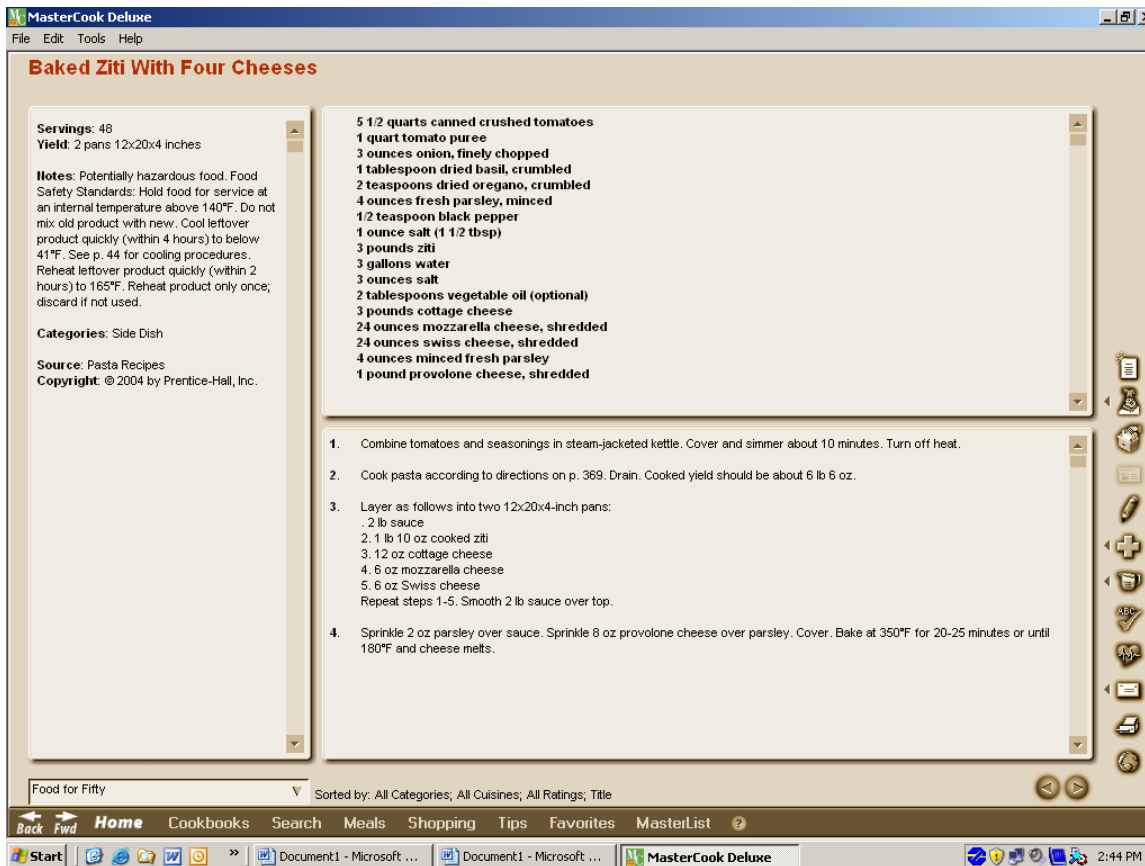 MasterCook Deluxe
File Edit Tools Help
Baked Ziti With Four Cheeses
Servings: 48
Yield: 2 pans 12x20x4 inches
Notes: Potentially hazardous food. Food
Safety Standards: Hold food for service at
an internal temperature above 140°F. Do not
mix old product with new. Cool leftover
product quickly (within 4 hours) to below
41°F. See p. 44 for cooling procedures.
Reheat leftover product quickly (within 2
hours) to 165°F. Reheat product only once;
discard if not used.
Categories: Side Dish
Source: Pasta Recipes
Copyright: © 2004 by Prentice-Hall, Inc.
5 1/2 quarts canned crushed tomatoes
1 quart tomato puree
3 ounces onion, finely chopped
1 tablespoon dried basil, crumbled
2 teaspoons dried oregano, crumbled
4 ounces fresh parsley, minced
1/2 teaspoon black pepper
1 ounce salt (1 1/2 tbsp)
3 pounds ziti
3 gallons water
3 ounces salt
2 tablespoons vegetable oil (optional)
3 pounds cottage cheese
24 ounces mozzarella cheese, shredded
24 ounces swiss cheese, shredded
4 ounces minced fresh parsley
1 pound provolone cheese, shredded
1. Combine tomatoes and seasonings in steam-jacketed kettle. Cover and simmer about 10 minutes. Turn off heat.
2. Cook pasta according to directions on p. 369. Drain. Cooked yield should be about 6 lb 6 oz.
3. Layer as follows into two 12x20x4-inch pans:
. 2 lb sauce
2. 1 lb 10 oz cooked ziti
3. 12 oz cottage cheese
4. 6 oz mozzarella cheese
5. 6 oz Swiss cheese
Repeat steps 1-5. Smooth 2 lb sauce over top.
4. Sprinkle 2 oz parsley over sauce. Sprinkle 8 oz provolone cheese over parsley. Cover. Bake at 350°F for 20-25 minutes or until
180°F and cheese melts.
ABC
Food for Fifty
Sorted by: All Categories; All Cuisines; All Ratings; Title
Back Fwd Home Cookbooks Search Meals Shopping Tips Favorites MasterList ?
Start » Document1 - Microsoft ... Document1 - Microsoft ... MasterCook Deluxe 2:44 PM